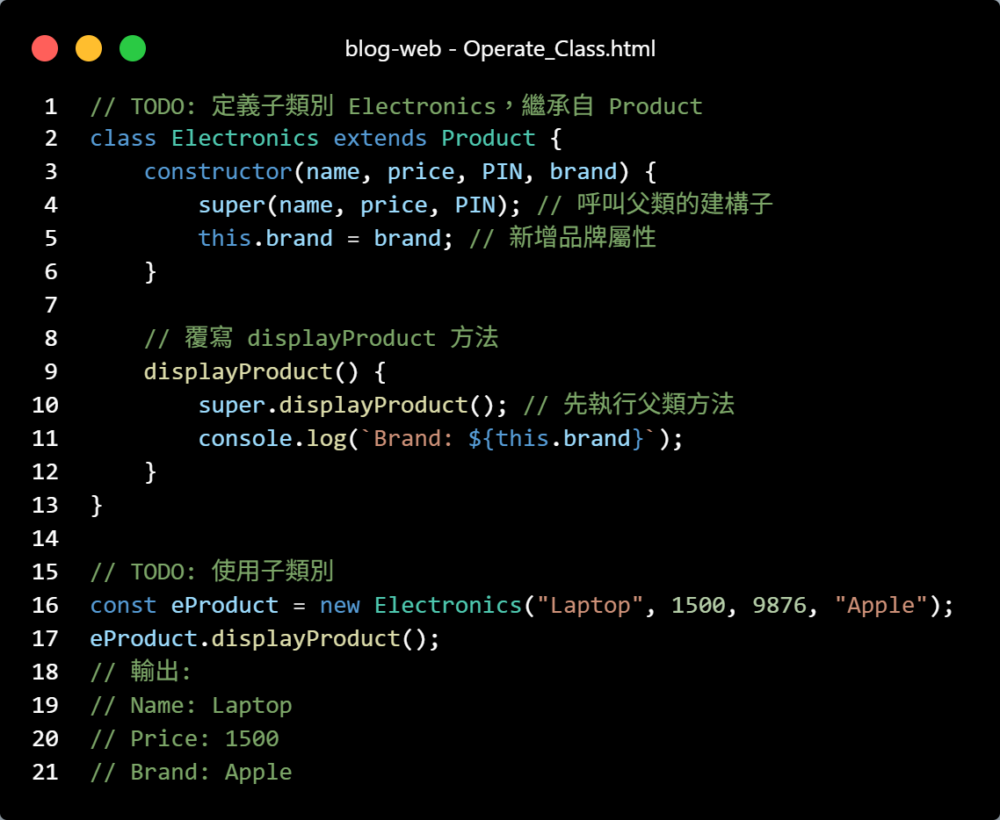 blog-web - Operate_Class.html
1 // TODO: 定義子類別 Electronics，繼承自 Product
2 class Electronics extends Product {
3     constructor(name, price, PIN, brand) {
4         super(name, price, PIN); // 呼叫父類的建構子
5         this.brand = brand; // 新增品牌屬性
6     }
7
8     // 覆寫 displayProduct 方法
9     displayProduct() {
10         super.displayProduct(); // 先執行父類方法
11         console.log(`Brand: ${this.brand}`);
12     }
13 }
14
15 // TODO: 使用子類別
16 const eProduct = new Electronics("Laptop", 1500, 9876, "Apple");
17 eProduct.displayProduct();
18 // 輸出:
19 // Name: Laptop
20 // Price: 1500
21 // Brand: Apple